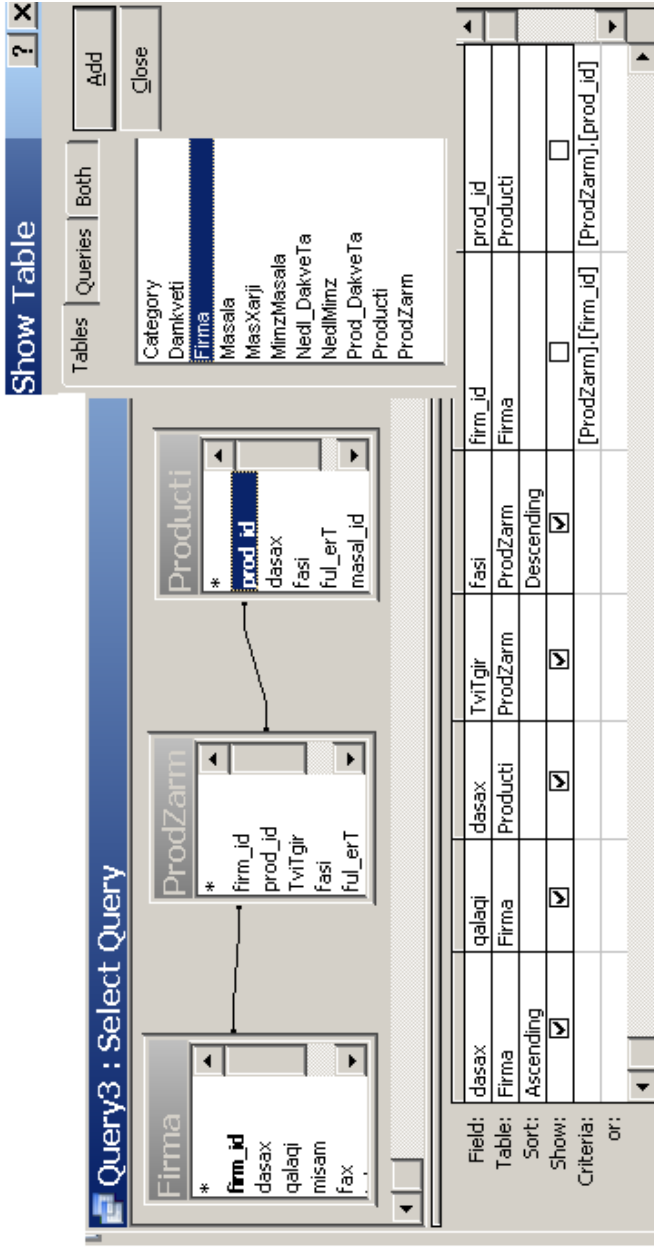 Query3 : Select Query
Firma
*
firm_id
dasax
qalaqi
misam
fax
ProdZarm
*
firm_id
prod_id
TviTgir
fasi
ful_erT
Producti
*
prod_id
dasax
fasi
ful_erT
masal_id
Show Table
? X
Tables Queries Both
Add
Close
Category
Damkveti
Firma
Masala
MasXarji
MinzMasala
Nedl_DakveTa
NedlMinz
Prod_DakveTa
Producti
ProdZarm
Field: dasax qalaqi dasax TviTgir fasi firm_id prod_id
Table: Firma Firma Producti ProdZarm ProdZarm Firma Producti
Sort: Ascending Descending
Show:
Criteria: [ProdZarm].[firm_id] [ProdZarm].[prod_id]
or: